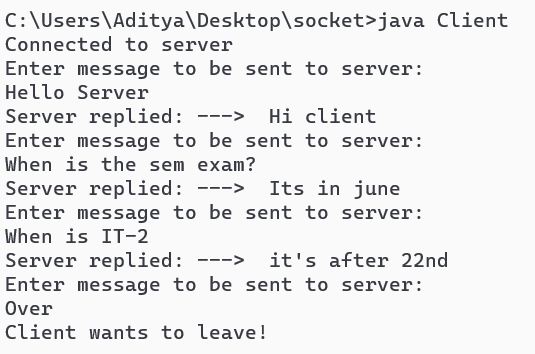 C:\Users\Aditya\Desktop\socket>java Client
Connected to server
Enter message to be sent to server:
Hello Server
Server replied: --->  Hi client
Enter message to be sent to server:
When is the sem exam?
Server replied: --->  Its in june
Enter message to be sent to server:
When is IT-2
Server replied: --->  it's after 22nd
Enter message to be sent to server:
Over
Client wants to leave!